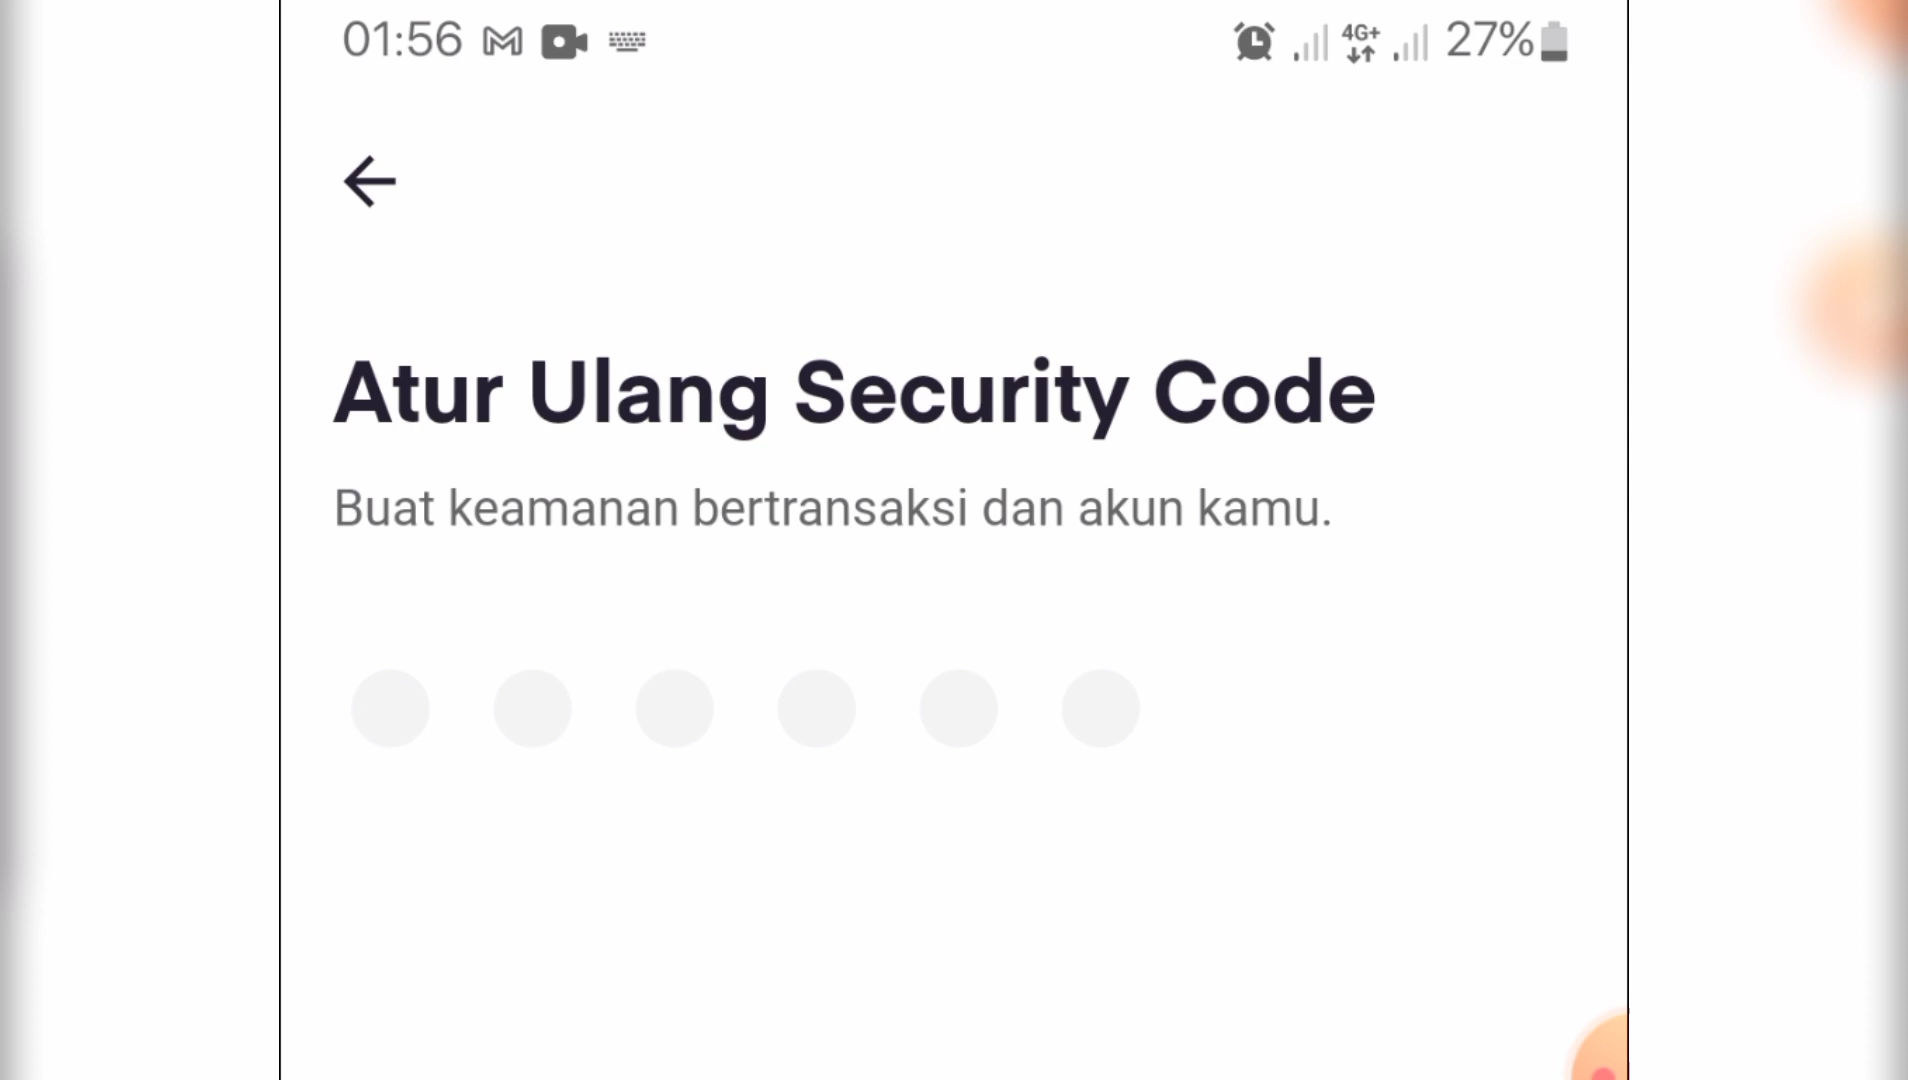 01:56 4G+ 27%
Atur Ulang Security Code
Buat keamanan bertransaksi dan akun kamu.